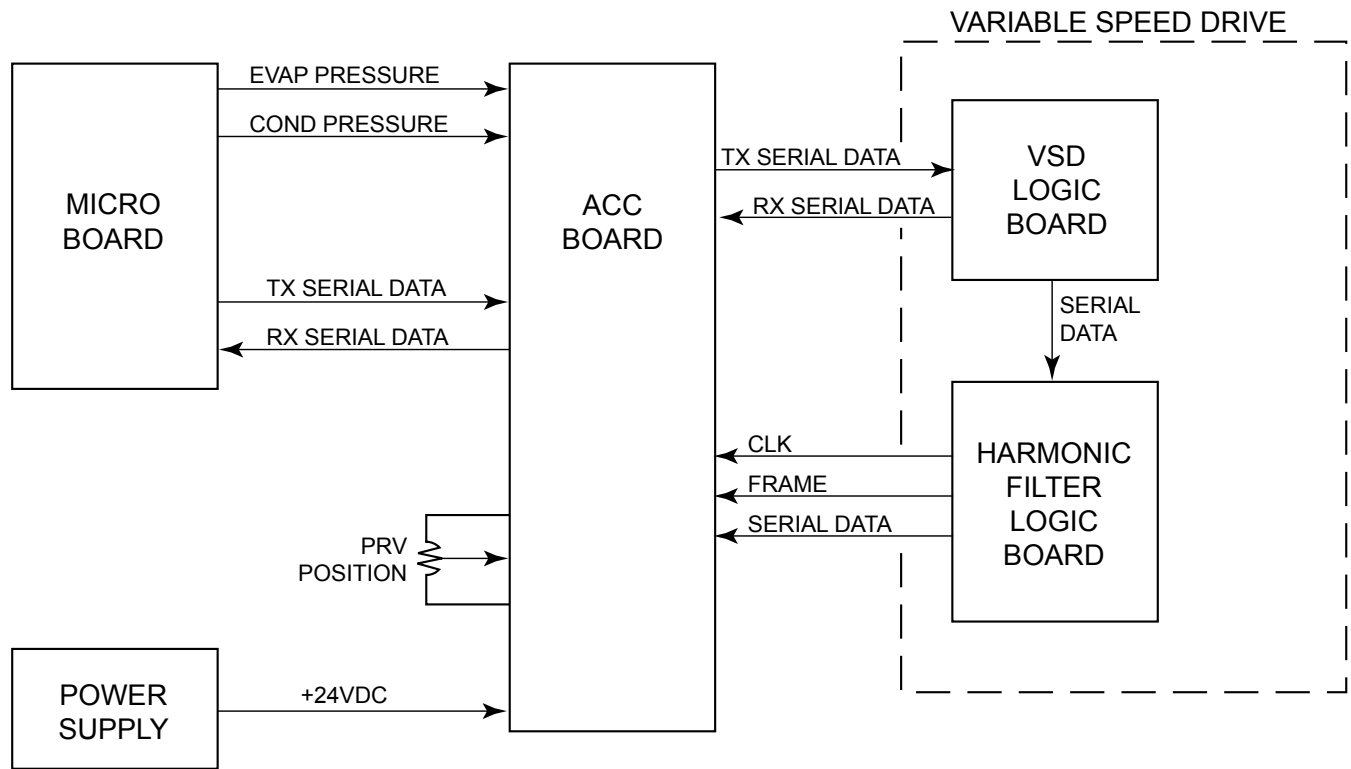 VARIABLE SPEED DRIVE
EVAP PRESSURE
COND PRESSURE
MICRO
BOARD
TX SERIAL DATA
RX SERIAL DATA
ACC
BOARD
TX SERIAL DATA
RX SERIAL DATA
VSD
LOGIC
BOARD
SERIAL
DATA
CLK
FRAME
SERIAL DATA
HARMONIC
FILTER
LOGIC
BOARD
PRV
POSITION
POWER
SUPPLY
+24VDC